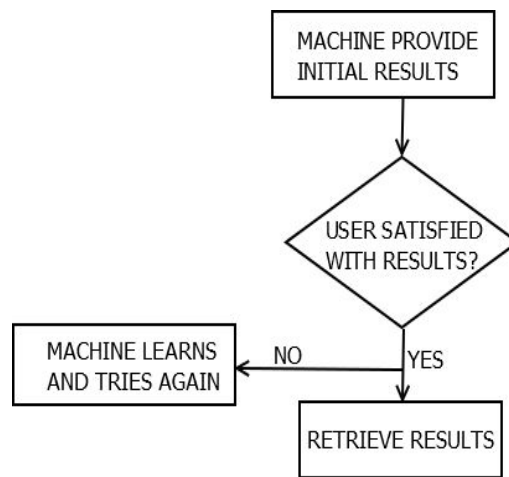 MACHINE PROVIDE
INITIAL RESULTS
USER SATISFIED
WITH RESULTS?
NO
YES
MACHINE LEARNS
AND TRIES AGAIN
RETRIEVE RESULTS